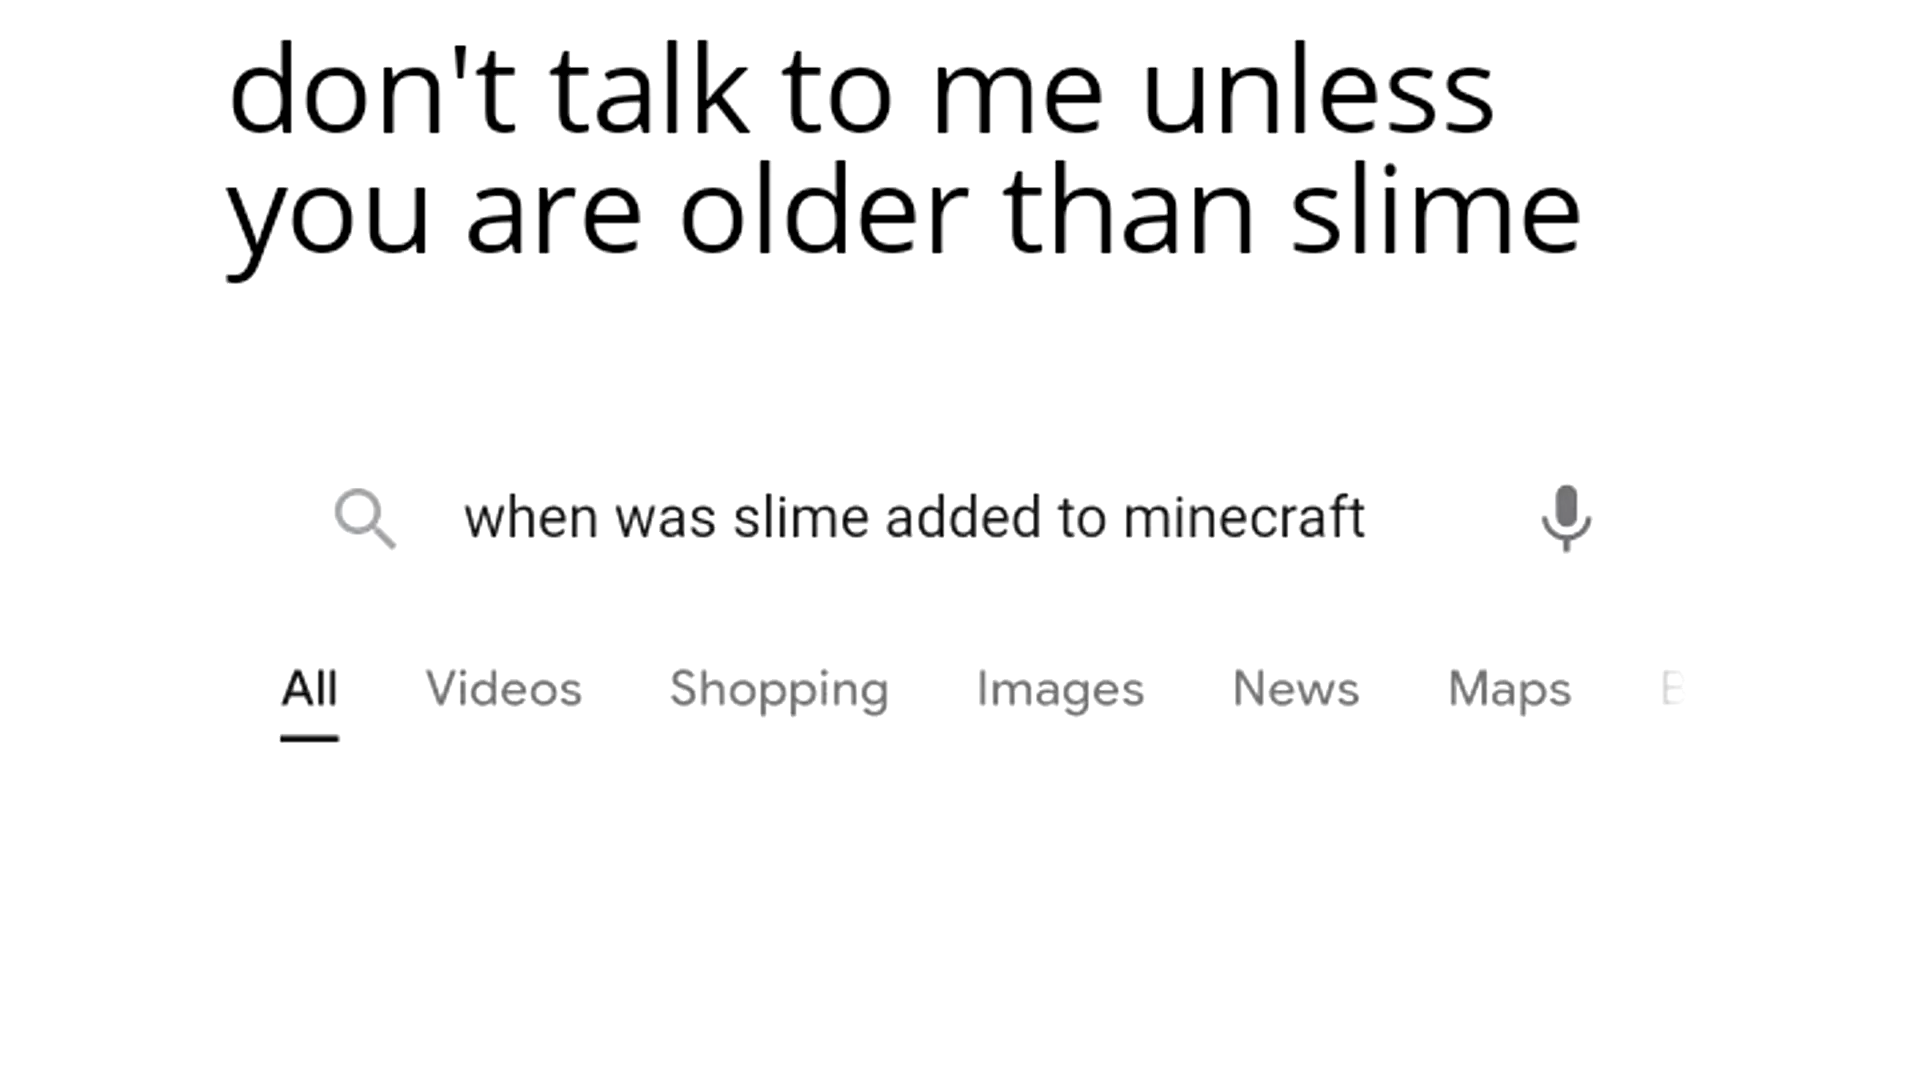 don't talk to me unless
you are older than slime
when was slime added to minecraft
All Videos Shopping Images News Maps